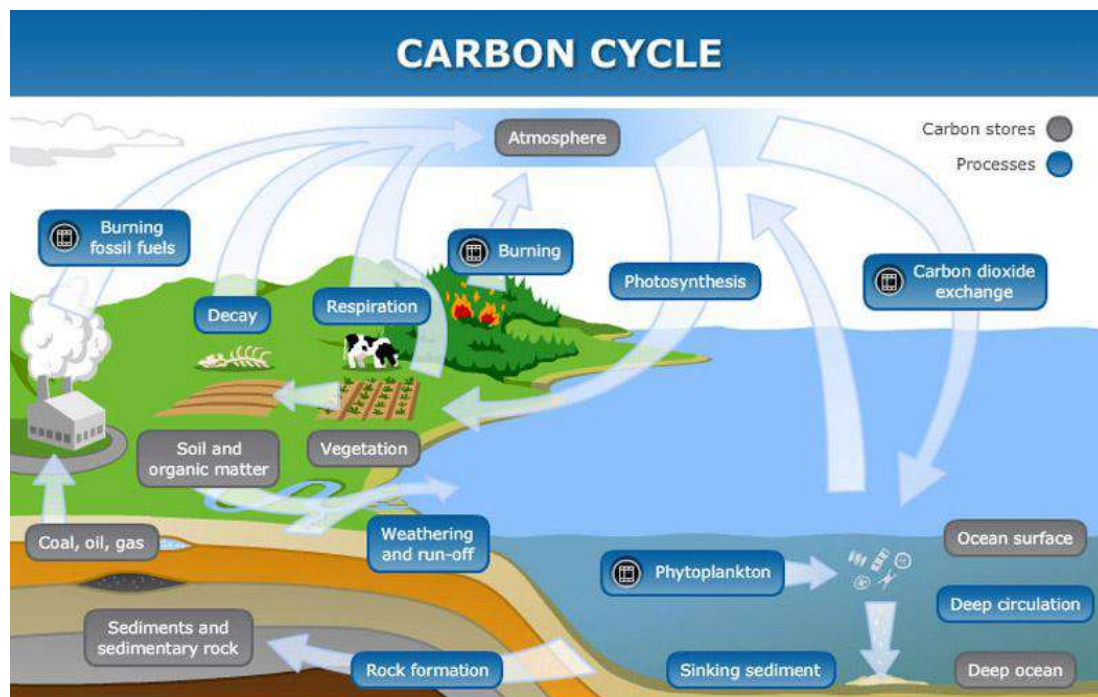 CARBON CYCLE
Atmosphere
Carbon stores
Processes
Burning
fossil fuels
Burning
Photosynthesis
Carbon dioxide
exchange
Decay
Respiration
Soil and
organic matter
Vegetation
Coal, oil, gas
Weathering
and run-off
Ocean surface
Phytoplankton
Deep circulation
Sediments and
sedimentary rock
Rock formation
Sinking sediment
Deep ocean